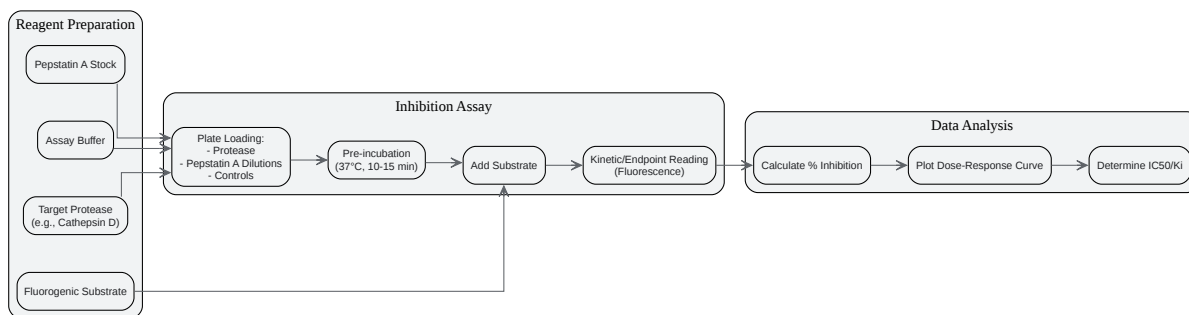 Reagent Preparation
Pepstatin A Stock
Assay Buffer
Target Protease
(e.g., Cathepsin D)
Fluorogenic Substrate
Inhibition Assay
Plate Loading:
- Protease
- Pepstatin A Dilutions
- Controls
Pre-incubation
(37°C, 10-15 min)
Add Substrate
Kinetic/Endpoint Reading
(Fluorescence)
Data Analysis
Calculate % Inhibition
Plot Dose-Response Curve
Determine IC50/Ki